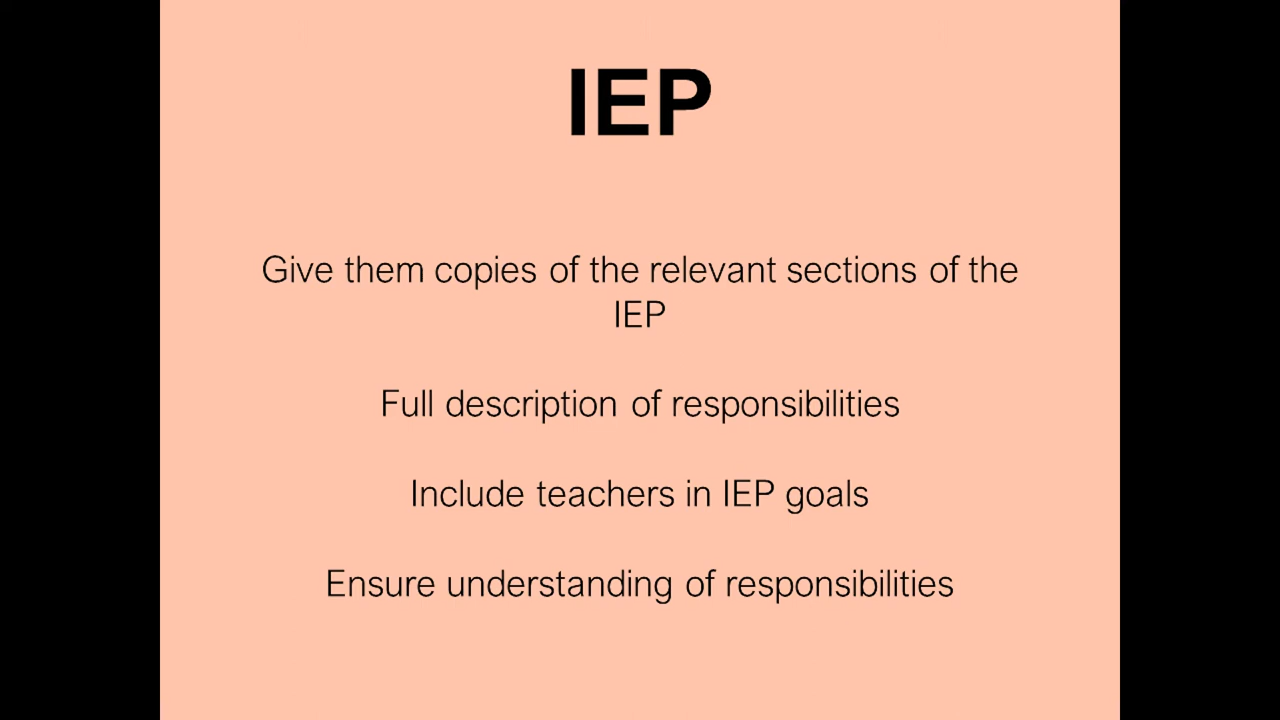 IEP
Give them copies of the relevant sections of the
IEP
Full description of responsibilities
Include teachers in IEP goals
Ensure understanding of responsibilities